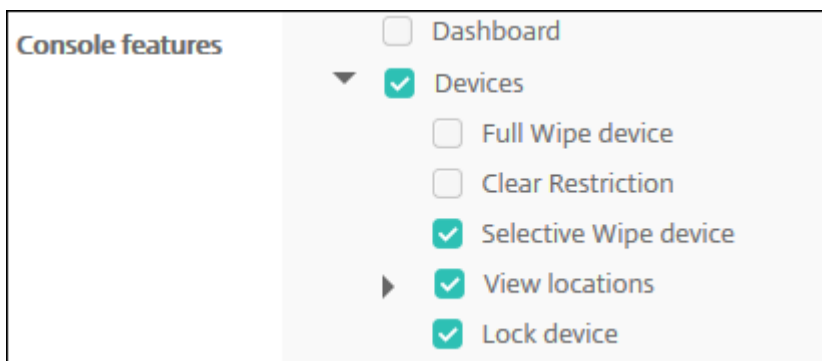 Console features
Dashboard
Devices
Full Wipe device
Clear Restriction
Selective Wipe device
View locations
Lock device